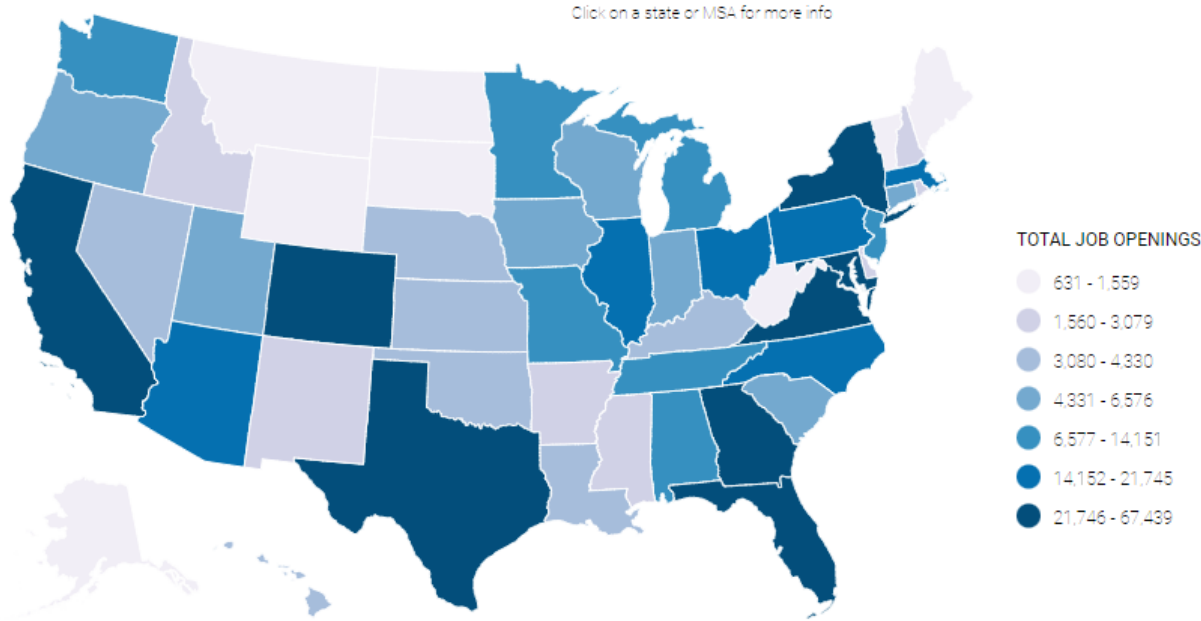 Click on a state or MSA for more info
TOTAL JOB OPENINGS
631 - 1,559
1,560 - 3,079
3,080 - 4,330
4,331 - 6,576
6,577 - 14,151
14,152 - 21,745
21,746 - 67,439